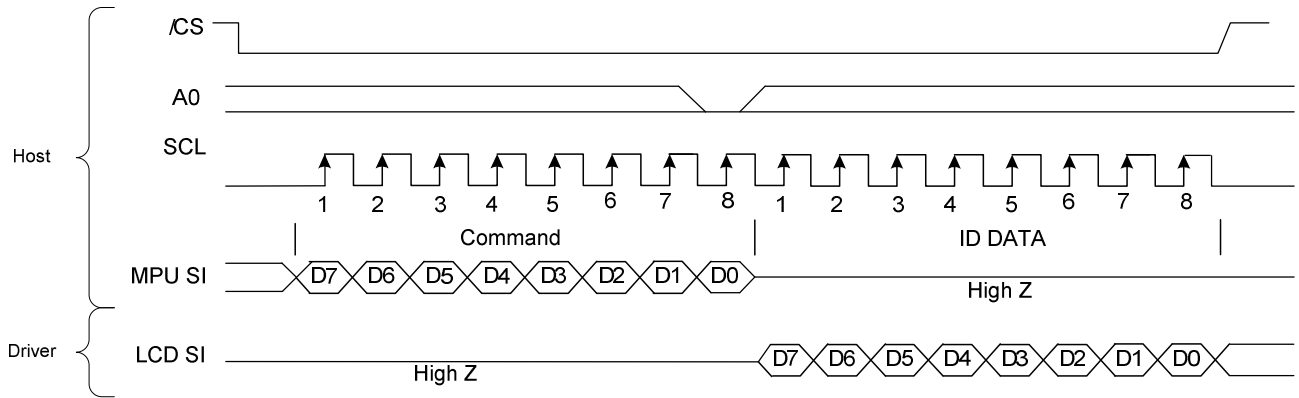 /CS
A0
Host
SCL
1 2 3 4 5 6 7 8 1 2 3 4 5 6 7 8
Command
ID DATA
MPU SI
D7 D6 D5 D4 D3 D2 D1 D0
High Z
Driver
LCD SI
High Z
D7 D6 D5 D4 D3 D2 D1 D0